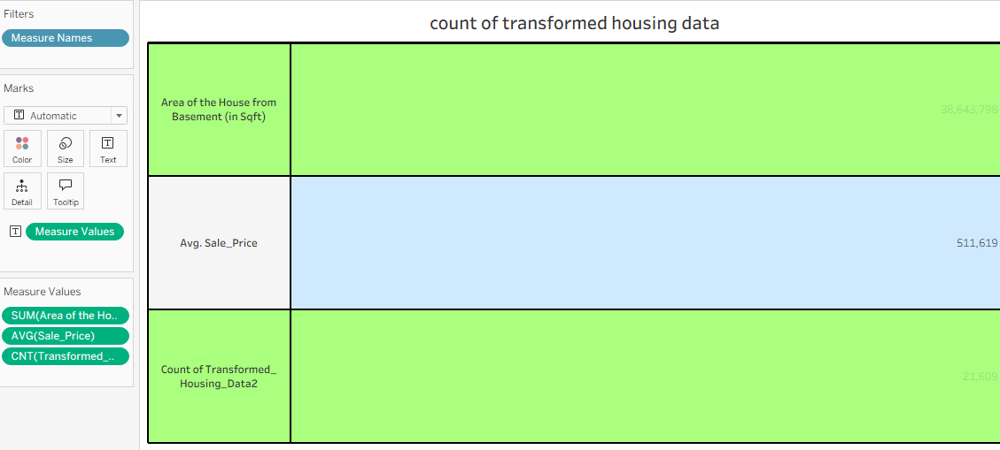 Filters
Measure Names
Marks
Automatic
Color
Size
Text
Detail
Tooltip
Measure Values
Measure Values
SUM(Area of the Ho..
AVG(Sale_Price)
CNT(Transformed_..
count of transformed housing data
Area of the House from
Basement (in Sqft)
38,643,798
Avg. Sale_Price
511,619
Count of Transformed_
Housing_Data2
21,609